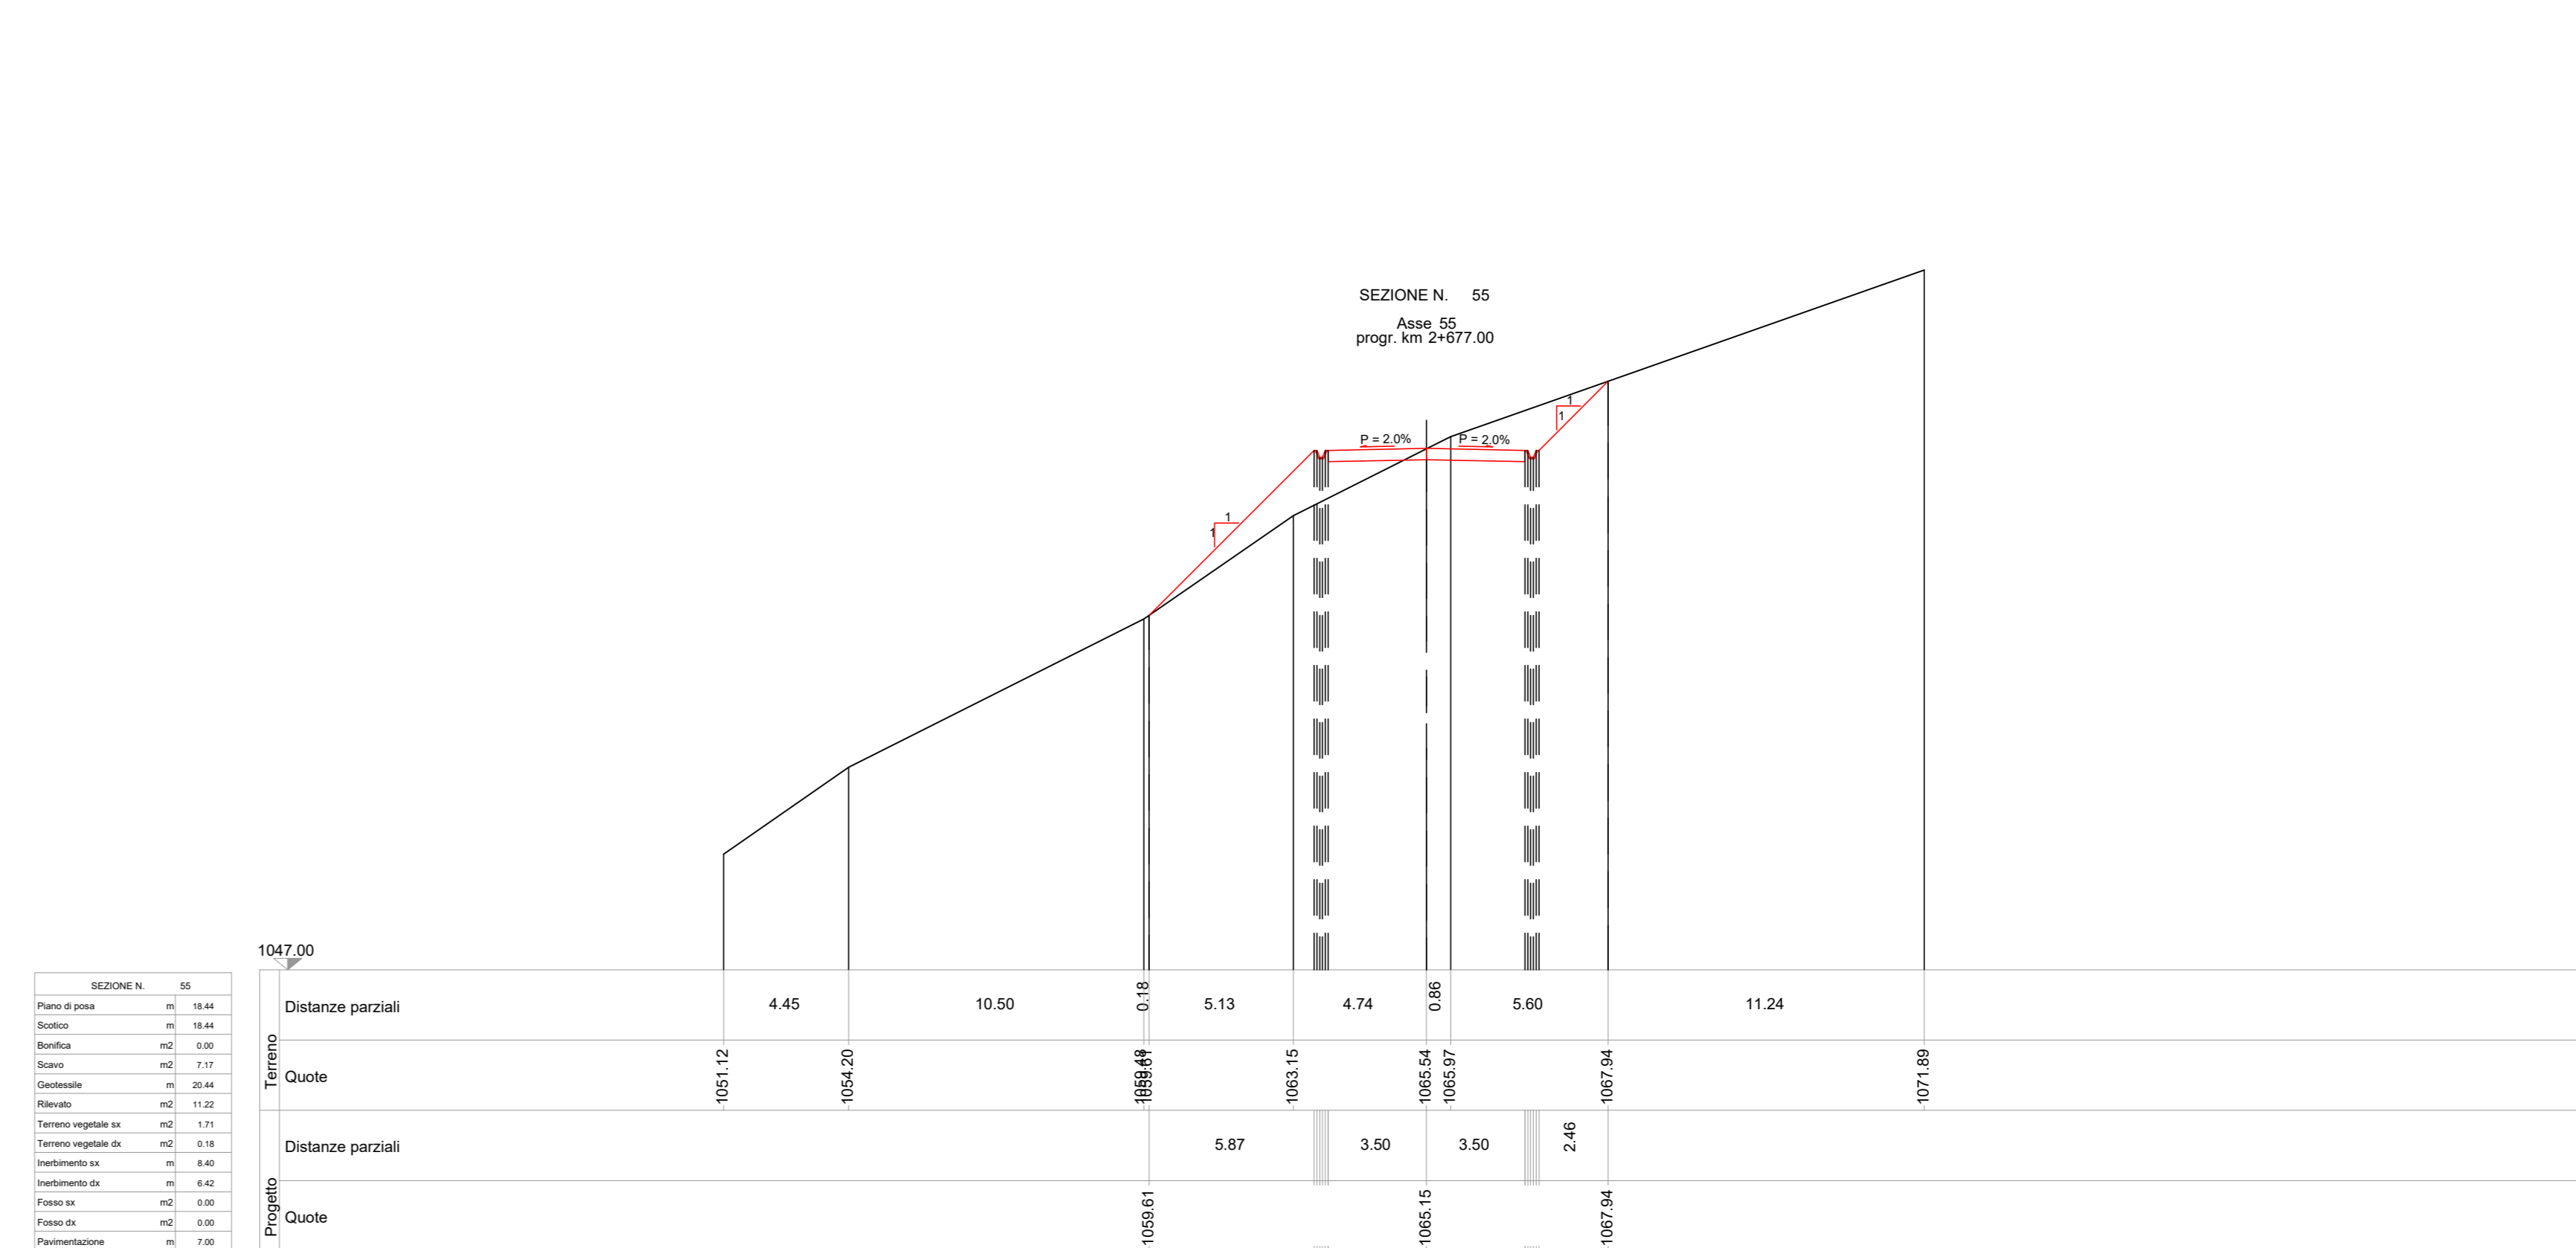 SEZIONE N. 55
Asse 55
progr. km 2+677.00
P = 2.0%
P = 2.0%
1
1
1
1
1047.00
SEZIONE N. 55
Piano di posa m 18.44
Scotico m 18.44
Bonifica m2 0.00
Scavo m2 7.17
Geotessile m 20.44
Rilevato m2 11.22
Terreno vegetale sx m2 1.71
Terreno vegetale dx m2 0.18
Inerbimento sx m 8.40
Inerbimento dx m 6.42
Fosso sx m2 0.00
Fosso dx m2 0.00
Pavimentazione m 7.00
Terreno
Distanze parziali 4.45 10.50 0.18 5.13 4.74 0.86 5.60 11.24
Quote 1051.12 1054.20 1059.48 1059.61 1063.15 1065.54 1065.97 1067.94 1071.89
Progetto
Distanze parziali 5.87 3.50 3.50 2.46
Quote 1059.61 1065.15 1067.94